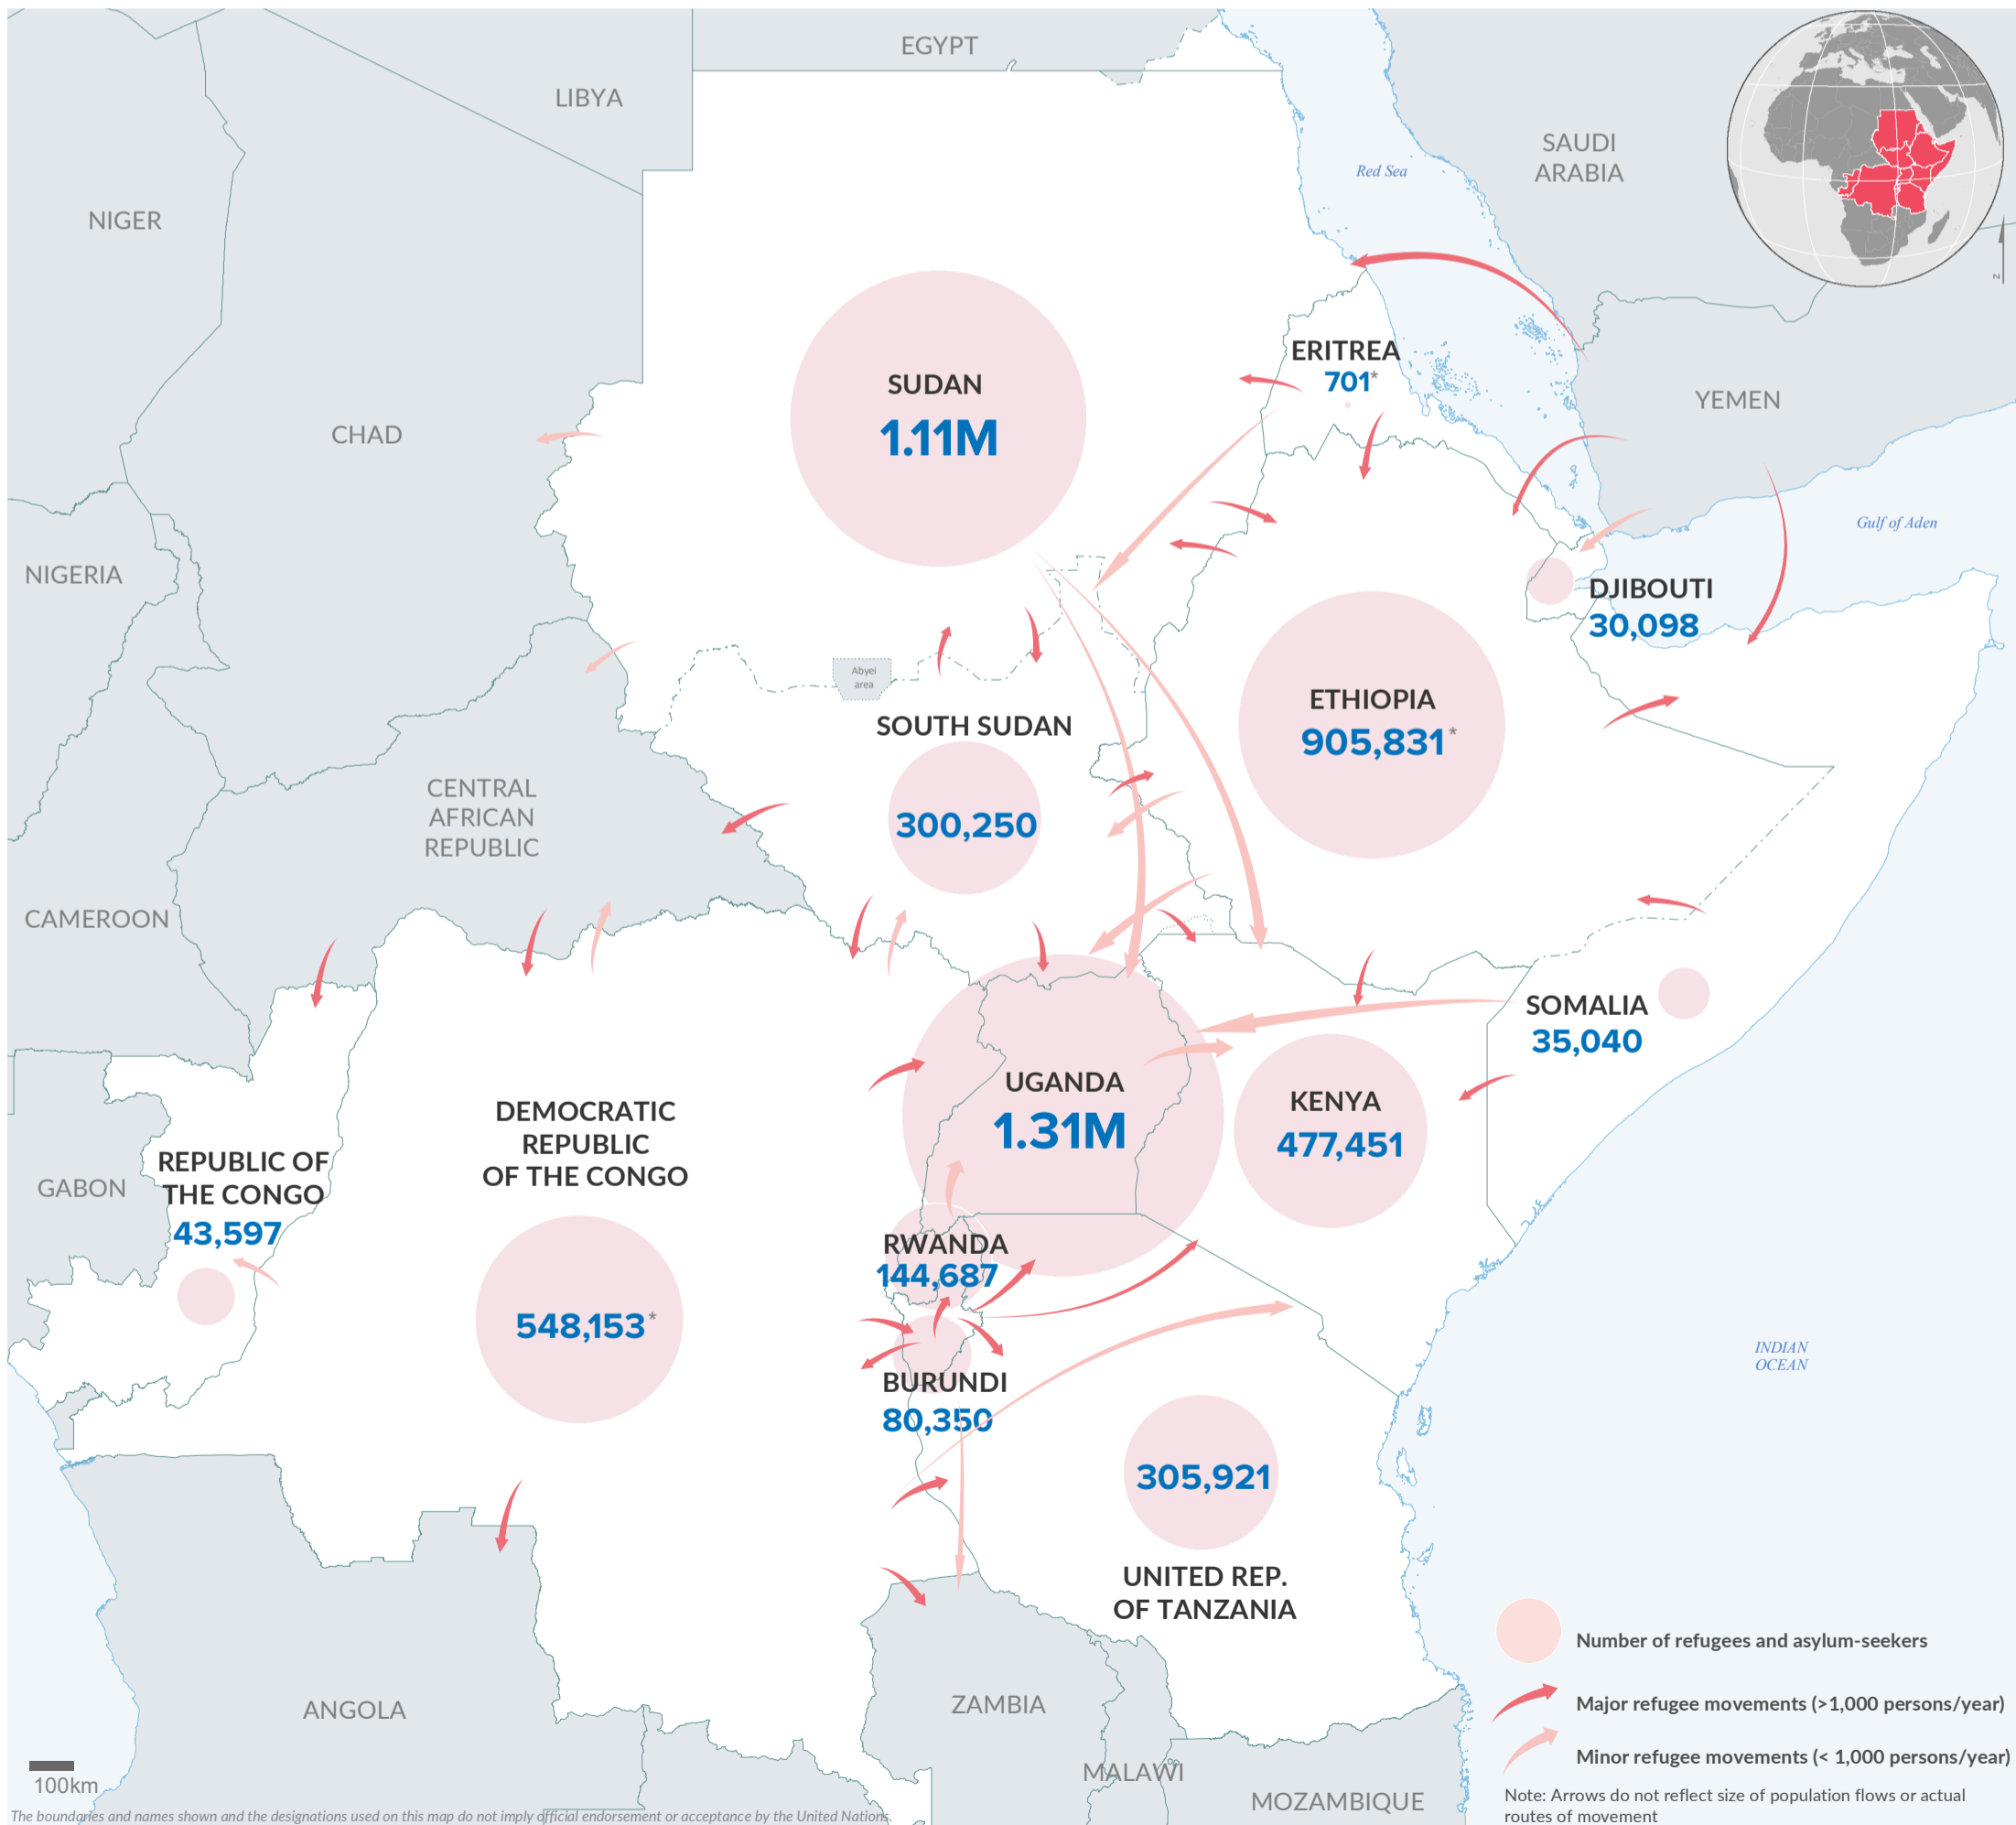 EGYPT
LIBYA
SAUDI
ARABIA
Red Sea
NIGER
N
ERITREA
701*
SUDAN
1.11M
YEMEN
CHAD
Gulf of Aden
NIGERIA
DJIBOUTI
30,098
Abyei
area
ETHIOPIA
905,831*
SOUTH SUDAN
300,250
CENTRAL
AFRICAN
REPUBLIC
CAMEROON
SOMALIA
35,040
UGANDA
1.31M
KENYA
477,451
DEMOCRATIC
REPUBLIC
OF THE CONGO
548,153*
REPUBLIC OF
THE CONGO
43,597
GABON
RWANDA
144,687
BURUNDI
80,350
INDIAN
OCEAN
305,921
UNITED REP.
OF TANZANIA
ANGOLA
ZAMBIA
MALAWI
MOZAMBIQUE
Number of refugees and asylum-seekers
Major refugee movements (>1,000 persons/year)
Minor refugee movements (< 1,000 persons/year)
Note: Arrows do not reflect size of population flows or actual
routes of movement
100km
The boundaries and names shown and the designations used on this map do not imply official endorsement or acceptance by the United Nations.